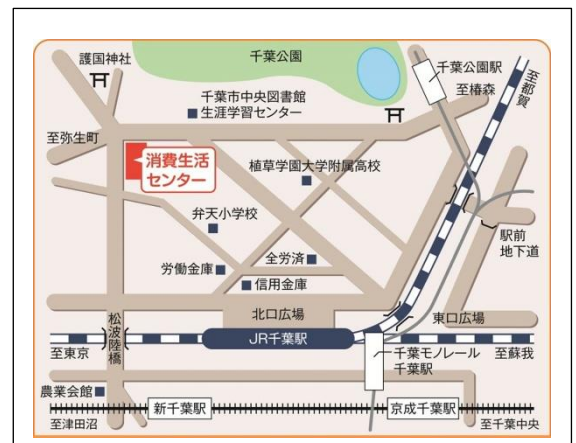 千葉公園
護国神社
千葉公園駅
至都賀
至椿森
千葉市中央図書館
生涯学習センター
至弥生町
消費生活
センター
植草学園大学附属高校
弁天小学校
駅前
地下道
全労済
労働金庫
信用金庫
北口広場
東口広場
松波陸橋
JR千葉駅
至東京
至蘇我
千葉モノレール
千葉駅
農業会館
新千葉駅
京成千葉駅
至津田沼
至千葉中央